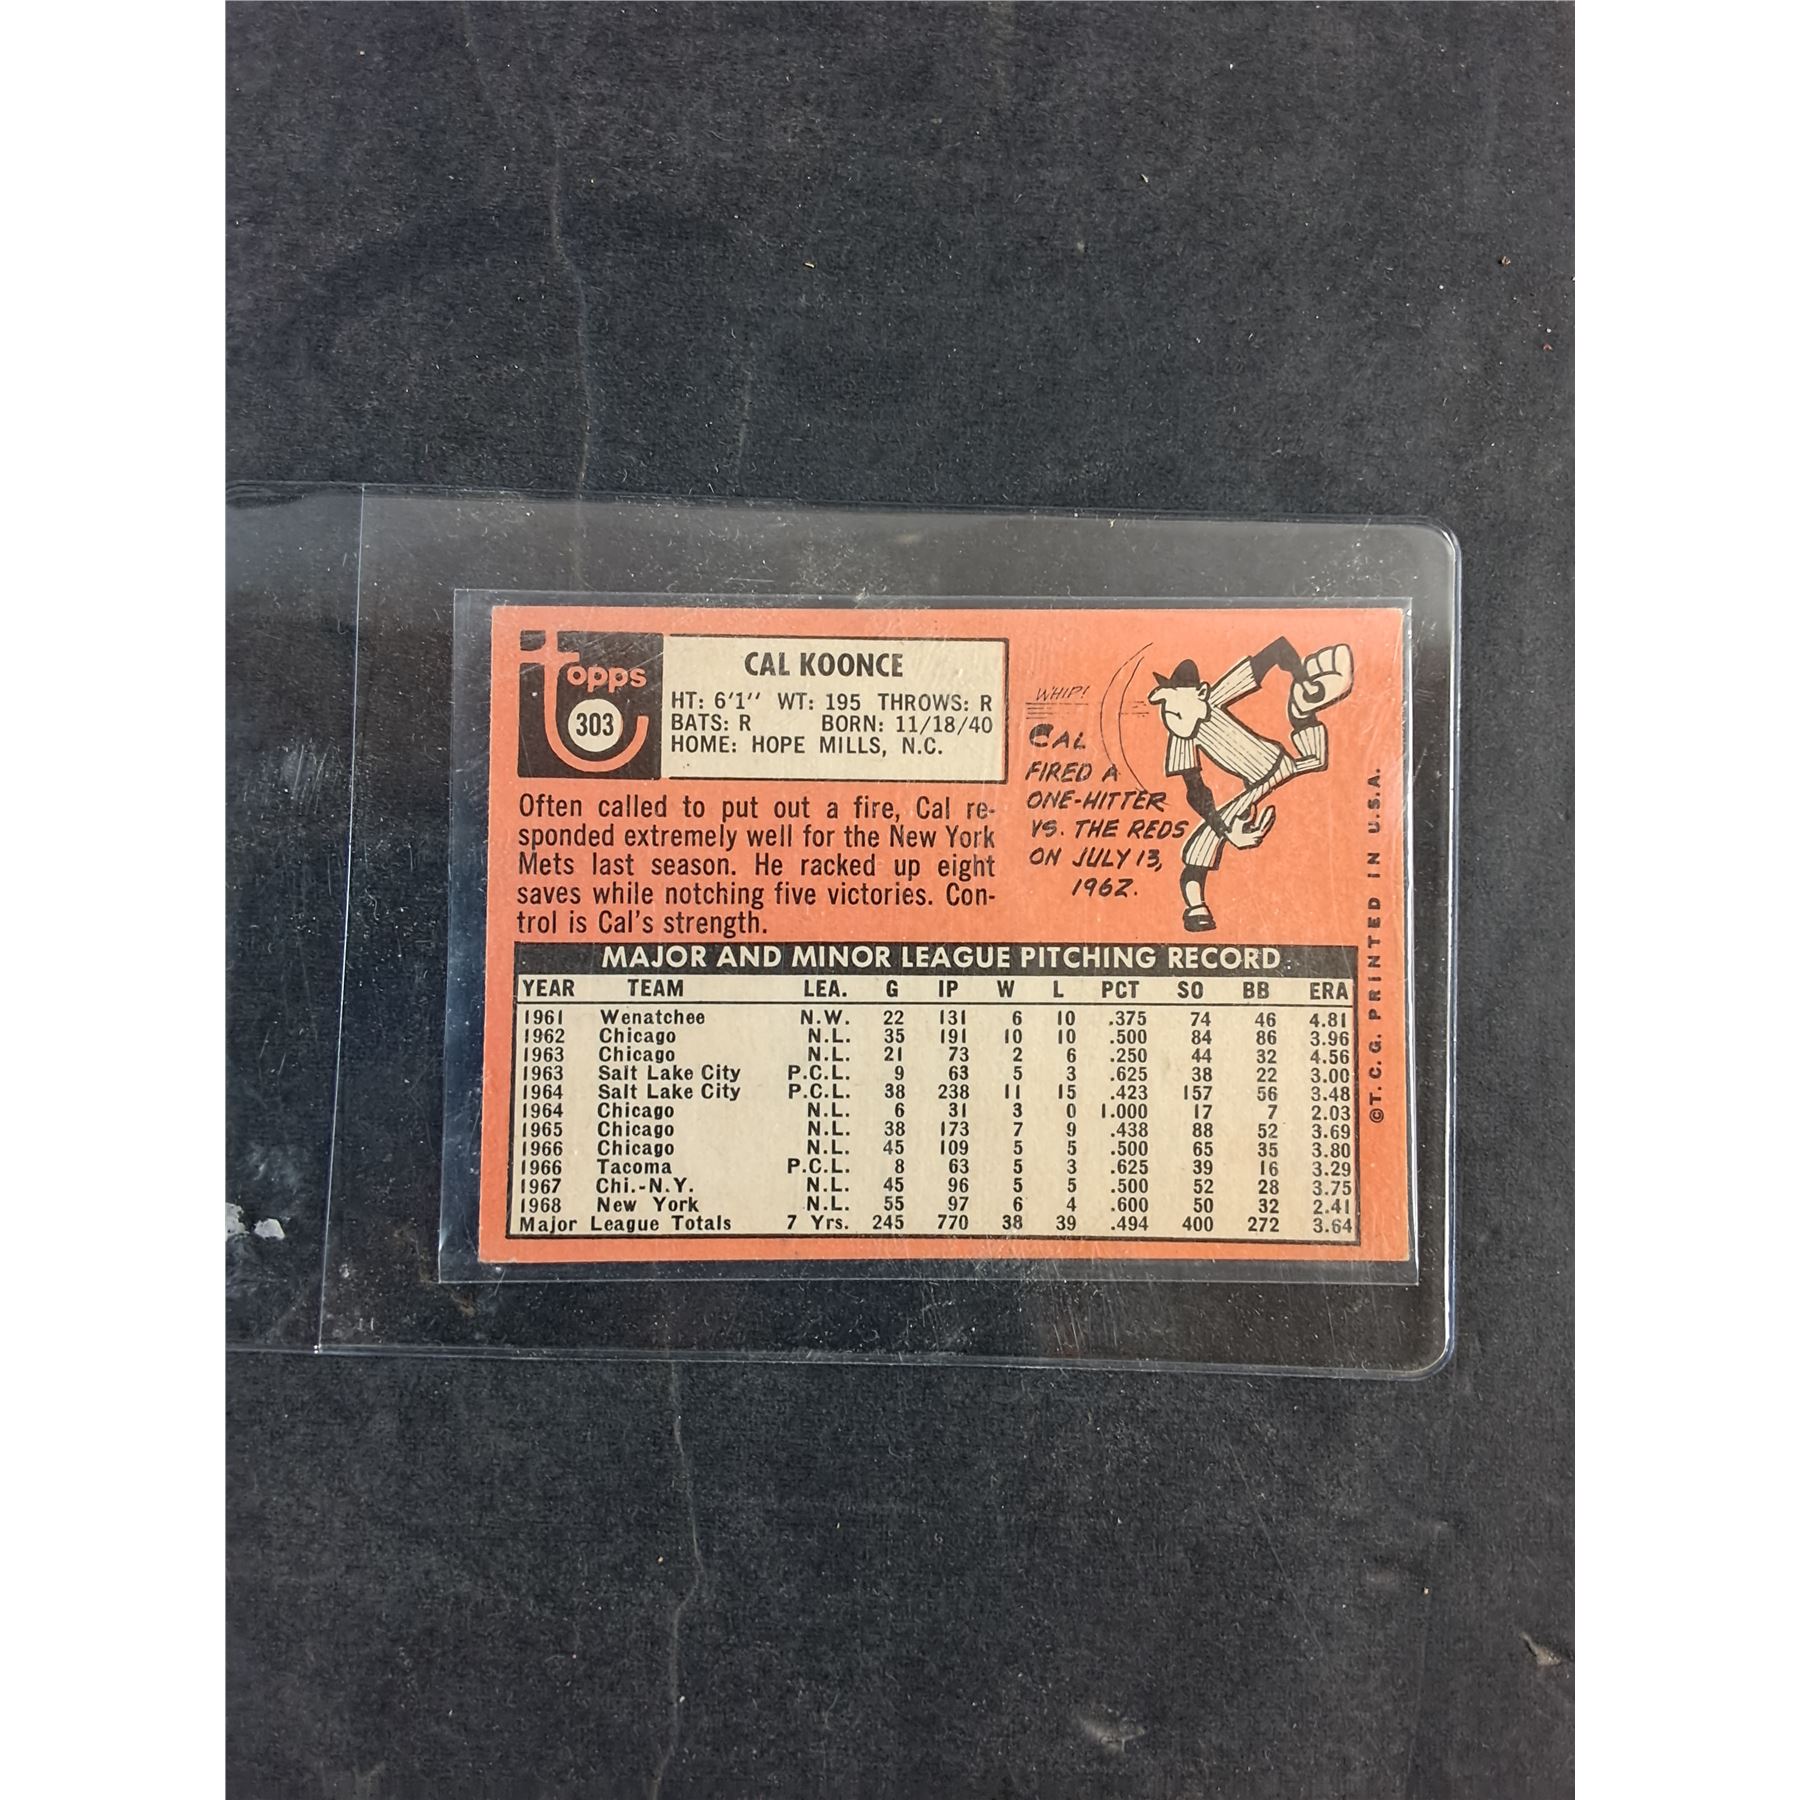 topps
303
CAL KOONCE
HT: 6'1" WT: 195 THROWS: R
BATS: R BORN: 11/18/40
HOME: HOPE MILLS, N.C.
Often called to put out a fire, Cal re-
sponded extremely well for the New York
Mets last season. He racked up eight
saves while notching five victories. Con-
trol is Cal's strength.
WHIP!
CAL
FIRED A
ONE-HITTER
VS. THE REDS
ON JULY 13,
1962.
MAJOR AND MINOR LEAGUE PITCHING RECORD
YEAR TEAM LEA. G IP W L PCT SO BB ERA
1961 Wenatchee N.W. 22 131 6 10 .375 74 46 4.81
1962 Chicago N.L. 35 191 10 10 .500 84 86 3.96
1963 Chicago N.L. 21 73 2 6 .250 44 32 4.56
1963 Salt Lake City P.C.L. 9 63 5 3 .625 38 22 3.00
1964 Salt Lake City P.C.L. 38 238 11 15 .423 157 56 3.48
1964 Chicago N.L. 6 31 3 0 1.000 17 7 2.03
1965 Chicago N.L. 38 173 7 9 .438 88 52 3.69
1966 Chicago N.L. 45 109 5 5 .500 65 35 3.80
1966 Tacoma P.C.L. 8 63 5 3 .625 39 16 3.29
1967 Chi.-N.Y. N.L. 45 96 5 5 .500 52 28 3.75
1968 New York N.L. 55 97 6 4 .600 50 32 2.41
Major League Totals 7 Yrs. 245 770 38 39 .494 400 272 3.64
©T.C.G. PRINTED IN U.S.A.